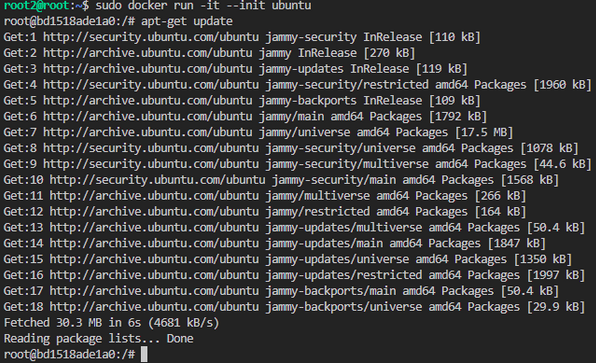 root2@root:~$ sudo docker run -it --init ubuntu
root@bd1518ade1a0:/# apt-get update
Get:1 http://security.ubuntu.com/ubuntu jammy-security InRelease [110 kB]
Get:2 http://archive.ubuntu.com/ubuntu jammy InRelease [270 kB]
Get:3 http://archive.ubuntu.com/ubuntu jammy-updates InRelease [119 kB]
Get:4 http://security.ubuntu.com/ubuntu jammy-security/restricted amd64 Packages [1960 kB]
Get:5 http://archive.ubuntu.com/ubuntu jammy-backports InRelease [109 kB]
Get:6 http://archive.ubuntu.com/ubuntu jammy/main amd64 Packages [1792 kB]
Get:7 http://archive.ubuntu.com/ubuntu jammy/universe amd64 Packages [17.5 MB]
Get:8 http://security.ubuntu.com/ubuntu jammy-security/universe amd64 Packages [1078 kB]
Get:9 http://security.ubuntu.com/ubuntu jammy-security/multiverse amd64 Packages [44.6 kB]
Get:10 http://security.ubuntu.com/ubuntu jammy-security/main amd64 Packages [1568 kB]
Get:11 http://archive.ubuntu.com/ubuntu jammy/multiverse amd64 Packages [266 kB]
Get:12 http://archive.ubuntu.com/ubuntu jammy/restricted amd64 Packages [164 kB]
Get:13 http://archive.ubuntu.com/ubuntu jammy-updates/multiverse amd64 Packages [50.4 kB]
Get:14 http://archive.ubuntu.com/ubuntu jammy-updates/main amd64 Packages [1847 kB]
Get:15 http://archive.ubuntu.com/ubuntu jammy-updates/universe amd64 Packages [1350 kB]
Get:16 http://archive.ubuntu.com/ubuntu jammy-updates/restricted amd64 Packages [1997 kB]
Get:17 http://archive.ubuntu.com/ubuntu jammy-backports/main amd64 Packages [50.4 kB]
Get:18 http://archive.ubuntu.com/ubuntu jammy-backports/universe amd64 Packages [29.9 kB]
Fetched 30.3 MB in 6s (4681 kB/s)
Reading package lists... Done
root@bd1518ade1a0:/#